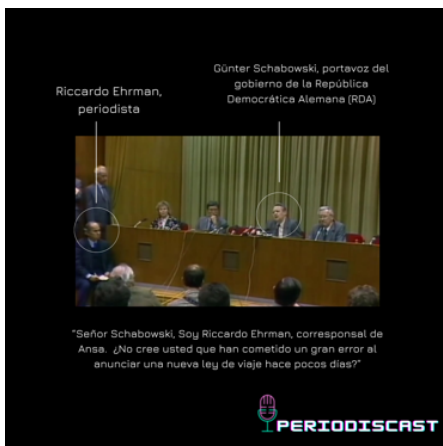 Riccardo Ehrman,
periodista
Günter Schabowski, portavoz del
gobierno de la República
Democrática Alemana (RDA)
"Señor Schabowski, Soy Riccardo Ehrman, corresponsal de
Ansa. ¿No cree usted que han cometido un gran error al
anunciar una nueva ley de viaje hace pocos días?"
PERIODISCAST